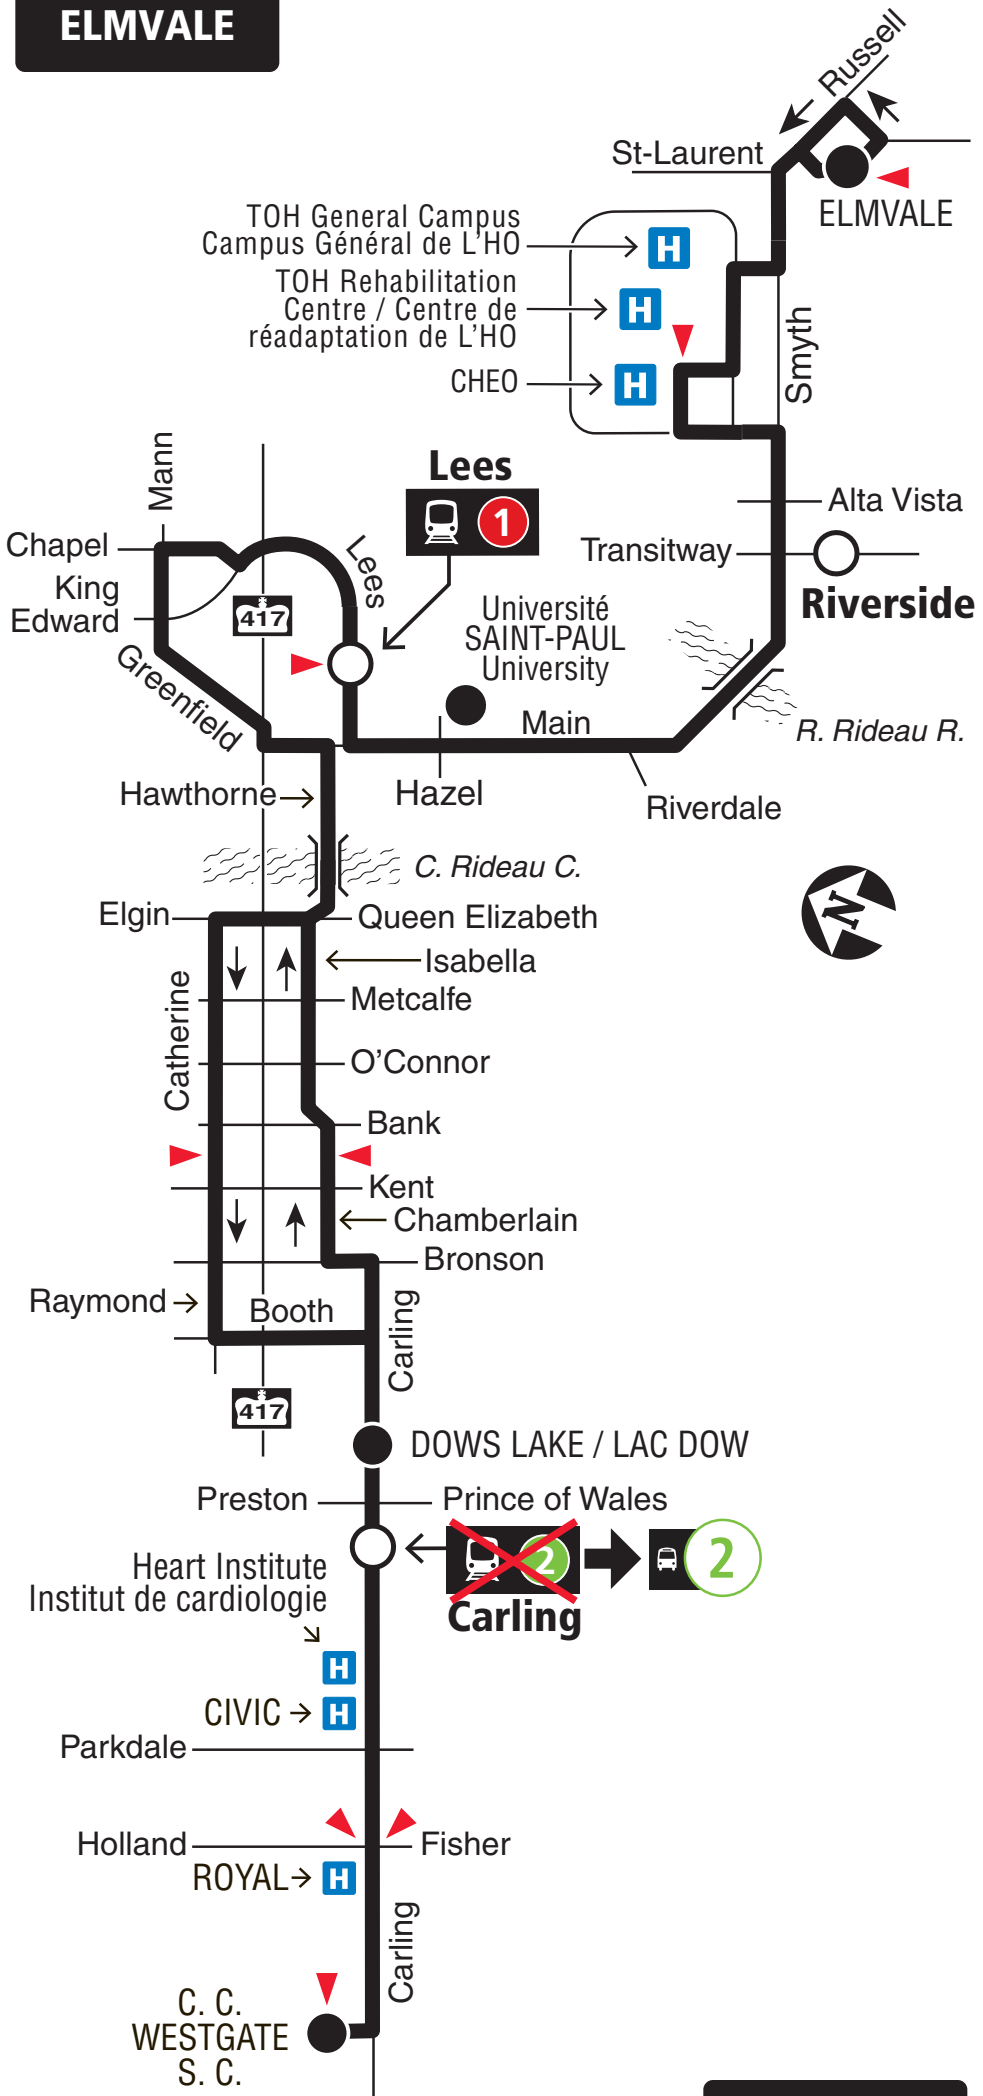 ELMVALE
Russell
St-Laurent
ELMVALE
TOH General Campus
Campus Général de L'HO
H
TOH Rehabilitation
Centre / Centre de
réadaptation de L'HO
H
CHEO
H
Smyth
Mann
Lees
1
Alta Vista
Chapel
Lees
Transitway
King
Edward
417
Riverside
Université
SAINT-PAUL
University
Greenfield
Main
R. Rideau R.
Hawthorne
Hazel
Riverdale
C. Rideau C.
N
Elgin
Queen Elizabeth
Isabella
Catherine
Metcalfe
O'Connor
Bank
Kent
Chamberlain
Bronson
Raymond
Booth
Carling
417
DOWS LAKE / LAC DOW
Preston
Prince of Wales
2
2
Carling
Heart Institute
Institut de cardiologie
H
CIVIC
H
Parkdale
Holland
Fisher
ROYAL
H
Carling
C. C.
WESTGATE
S. C.